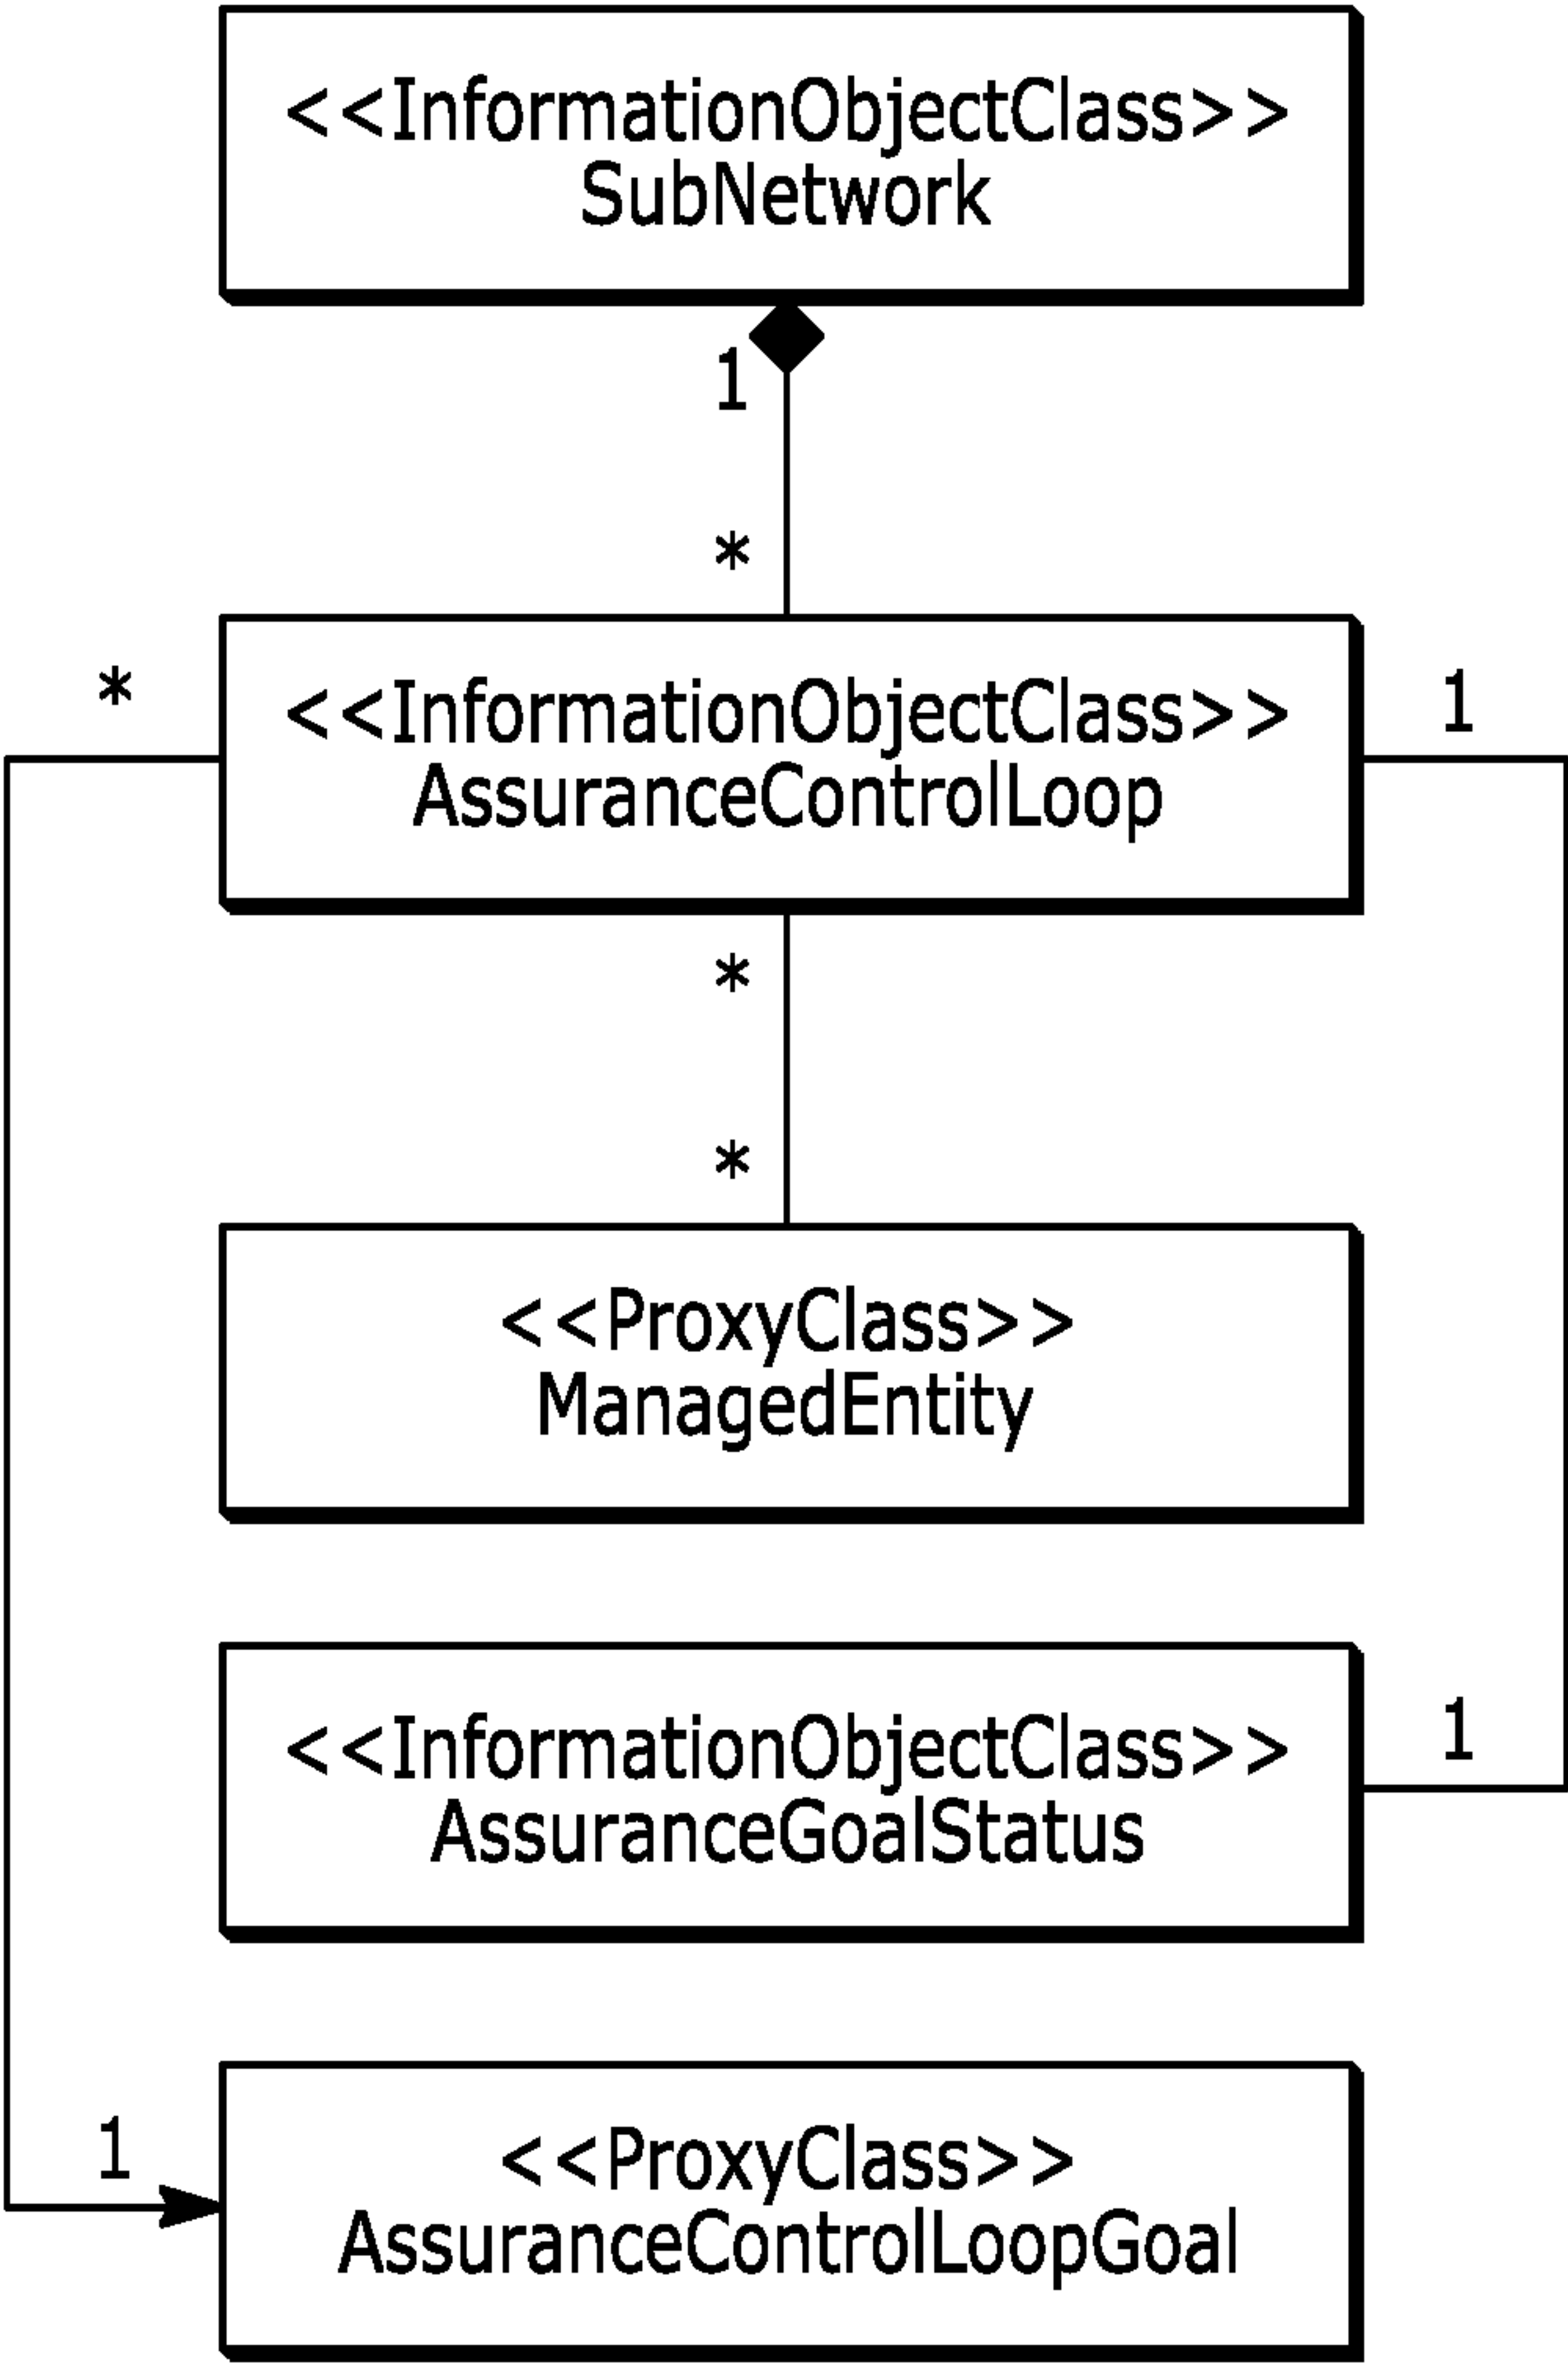 <<InformationObjectClass>>
SubNetwork
1
*
*
<<InformationObjectClass>>
AssuranceControlLoop
1
*
*
<<ProxyClass>>
ManagedEntity
<<InformationObjectClass>>
AssuranceGoalStatus
1
1
<<ProxyClass>>
AssuranceControlLoopGoal